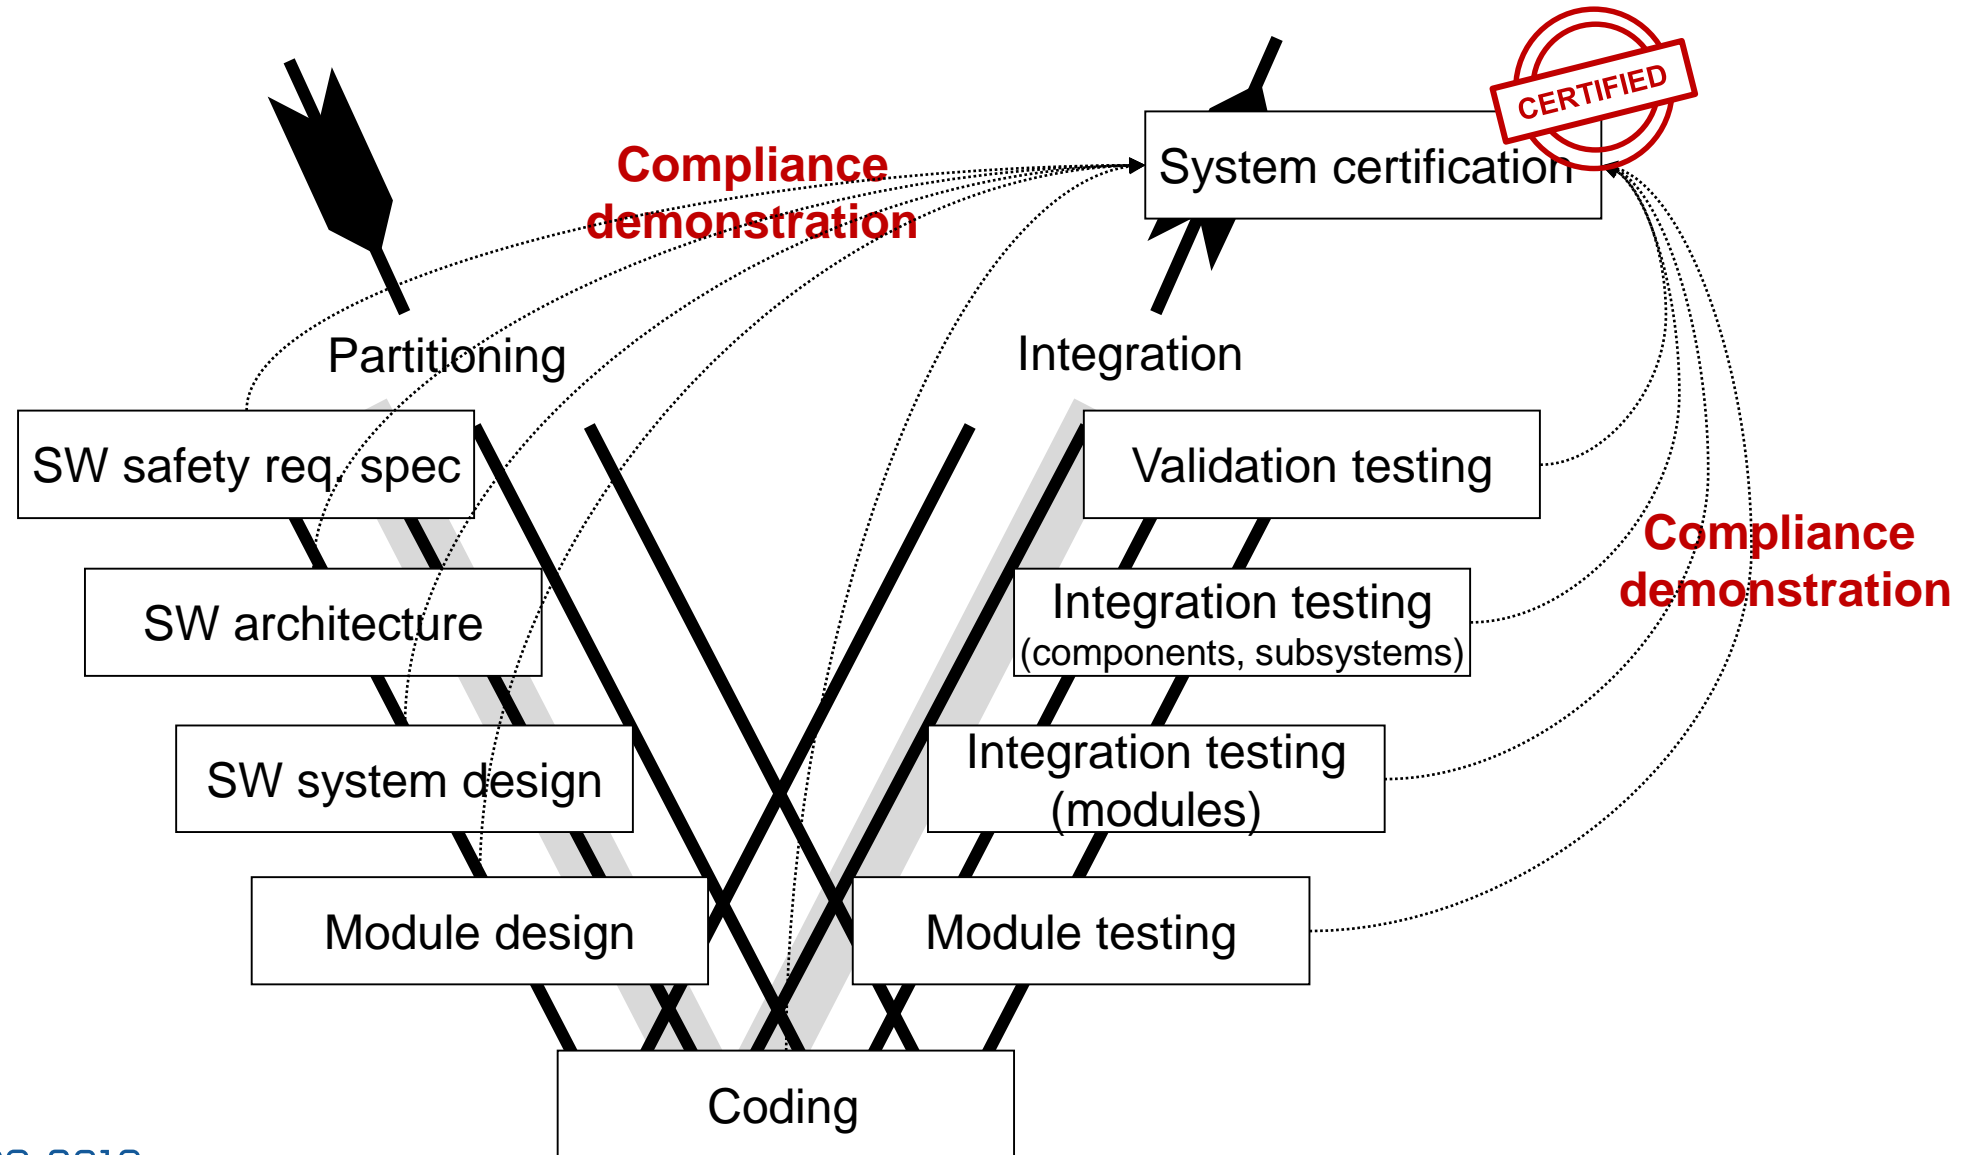 CERTIFIED
Compliance
demonstration
System certification
Partitioning
Integration
SW safety req. spec
Validation testing
SW architecture
Integration testing
(components, subsystems)
Compliance
demonstration
SW system design
Integration testing
(modules)
Module design
Module testing
Coding